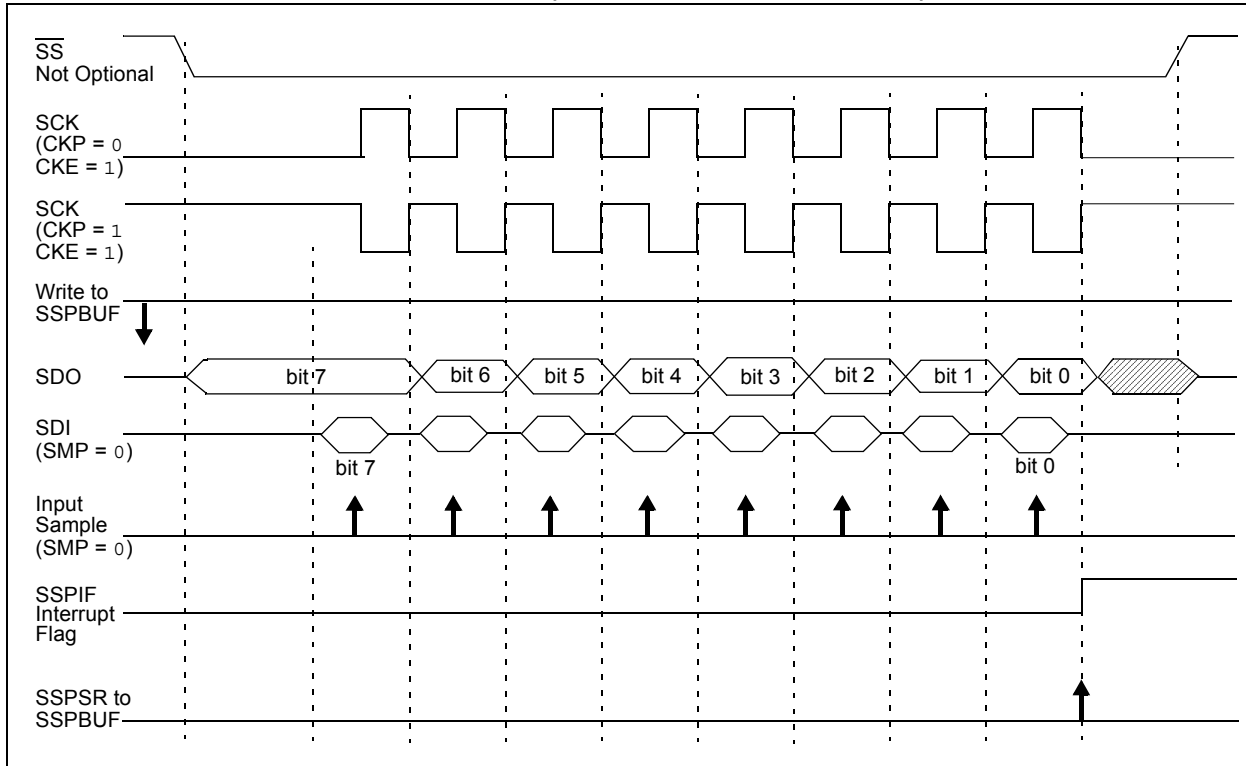 SS
Not Optional
SCK
(CKP = 0
CKE = 1)
SCK
(CKP = 1
CKE = 1)
Write to
SSPBUF
SDO
bit 7 bit 6 bit 5 bit 4 bit 3 bit 2 bit 1 bit 0
SDI
(SMP = 0)
bit 7 bit 0
Input
Sample
(SMP = 0)
SSPIF
Interrupt
Flag
SSPSR to
SSPBUF